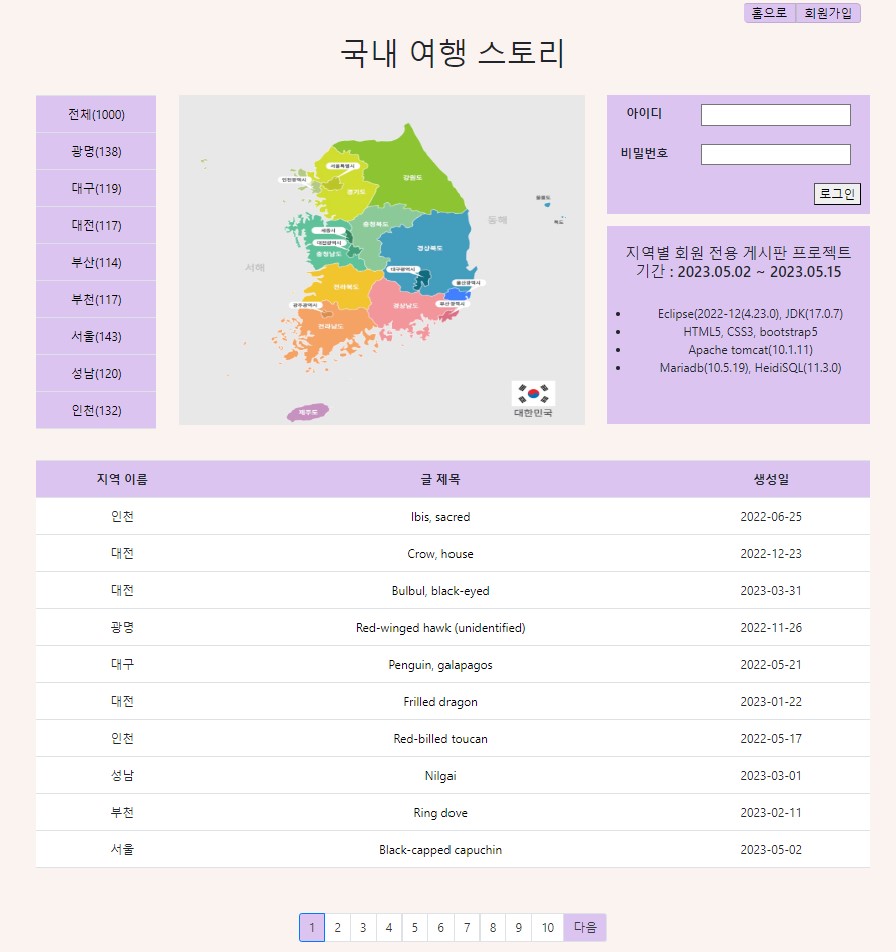 홈으로 회원가입
국내 여행 스토리
전체(1000)
광명(138)
대구(119)
대전(117)
부산(114)
부천(117)
서울(143)
성남(120)
인천(132)
서울특별시
인천광역시
경기도
강원도
울릉도
독도
동해
충청북도
세종시
대전광역시
충청남도
경상북도
서해
대구광역시
전라북도
울산광역시
광주광역시
경상남도
부산광역시
전라남도
제주도
대한민국
아이디
비밀번호
로그인
지역별 회원 전용 게시판 프로젝트
기간 : 2023.05.02 ~ 2023.05.15
Eclipse(2022-12(4.23.0), JDK(17.0.7)
HTML5, CSS3, bootstrap5
Apache tomcat(10.1.11)
Mariadb(10.5.19), HeidiSQL(11.3.0)
지역 이름 글 제목 생성일
인천 Ibis, sacred 2022-06-25
대전 Crow, house 2022-12-23
대전 Bulbul, black-eyed 2023-03-31
광명 Red-winged hawk (unidentified) 2022-11-26
대구 Penguin, galapagos 2022-05-21
대전 Frilled dragon 2023-01-22
인천 Red-billed toucan 2022-05-17
성남 Nilgai 2023-03-01
부천 Ring dove 2023-02-11
서울 Black-capped capuchin 2023-05-02
1 2 3 4 5 6 7 8 9 10 다음